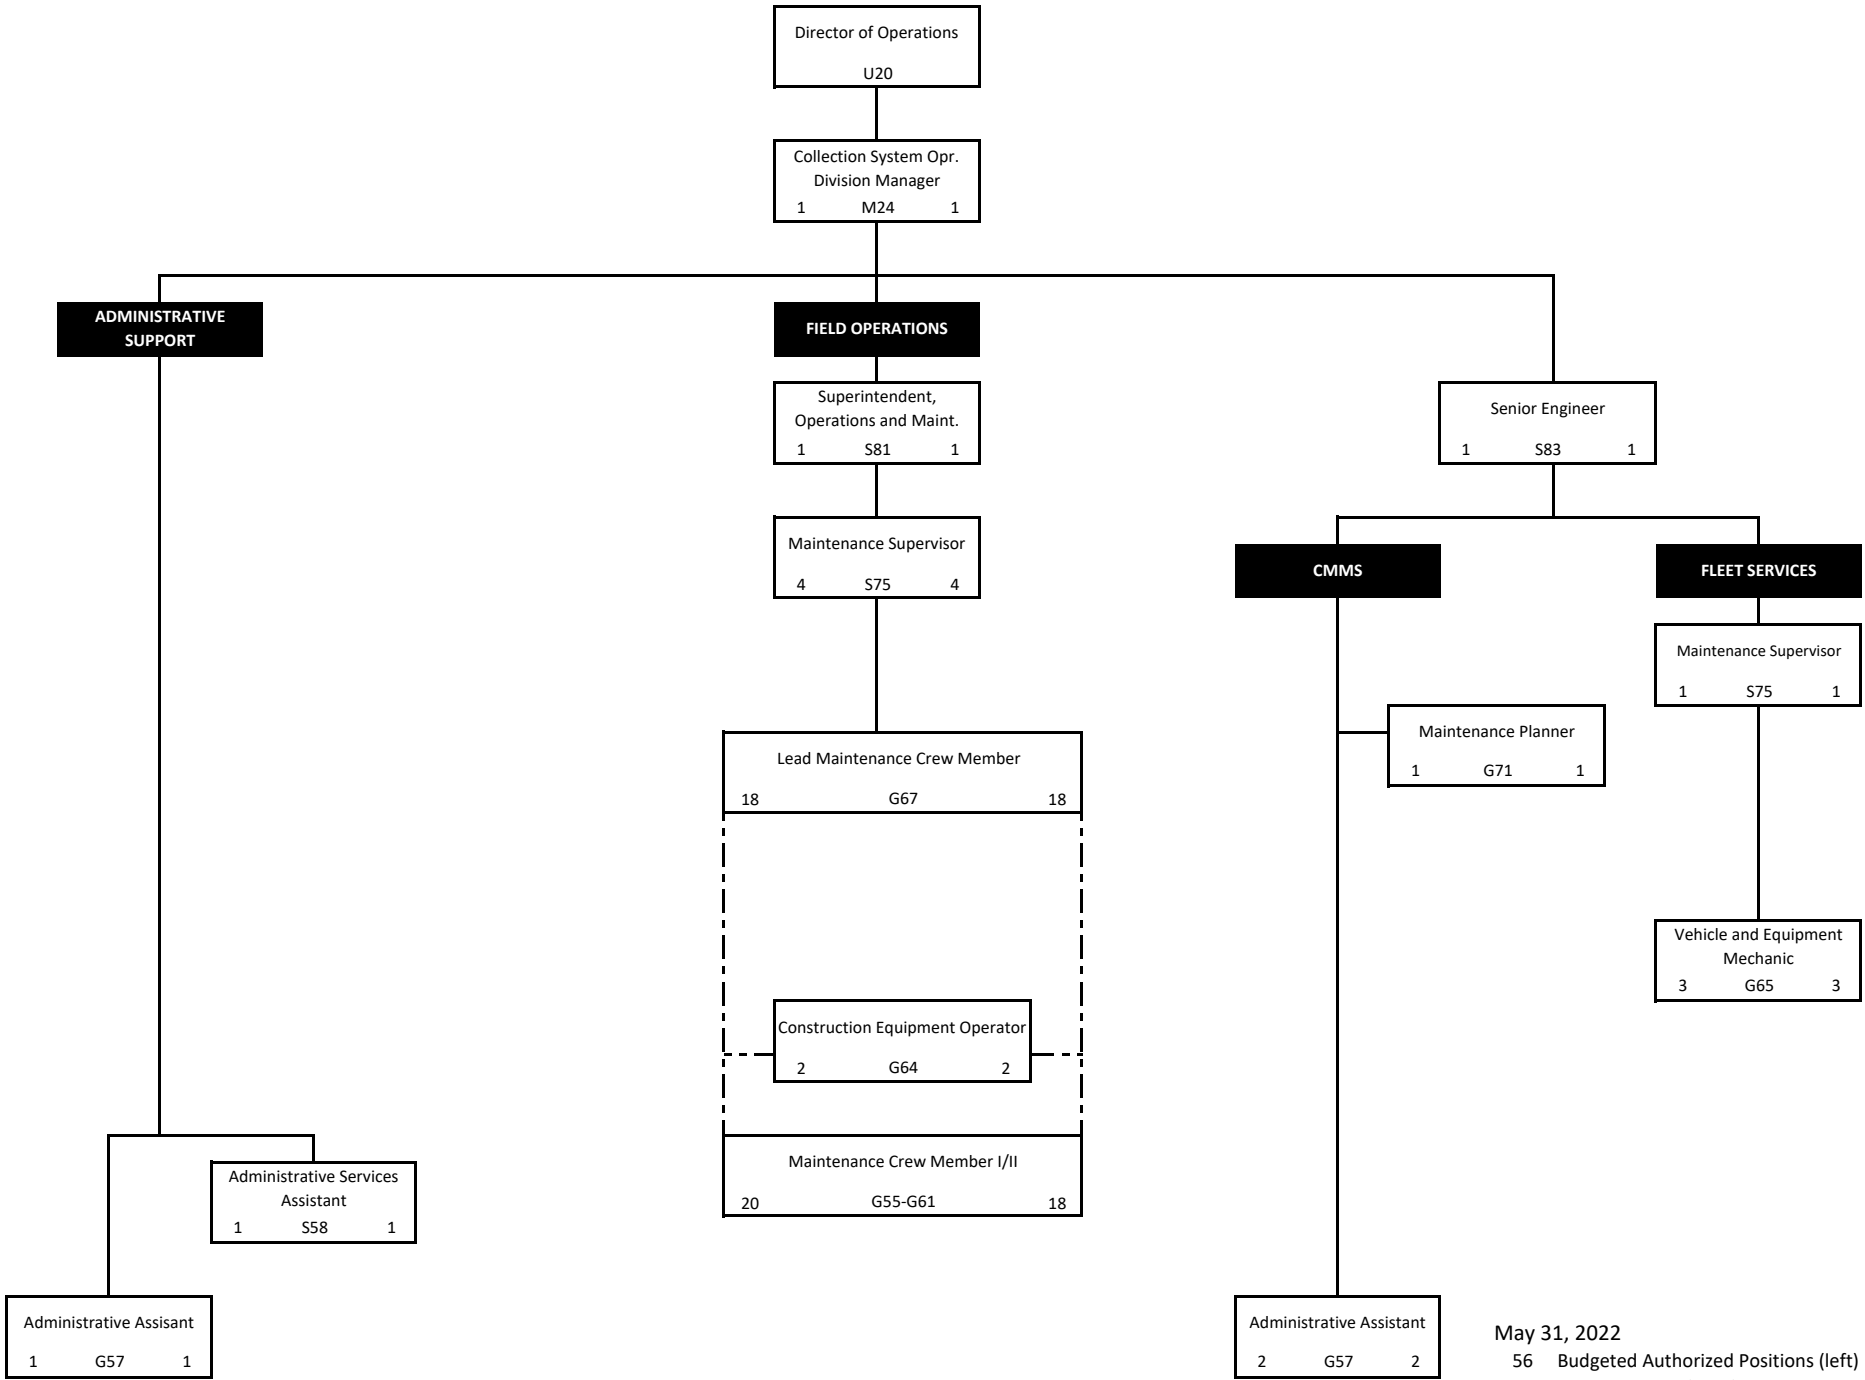 Director of Operations
U20
Collection System Opr.
Division Manager
1 M24 1
ADMINISTRATIVE
SUPPORT
FIELD OPERATIONS
Superintendent,
Operations and Maint.
1 S81 1
Senior Engineer
1 S83 1
Maintenance Supervisor
4 S75 4
CMMS
FLEET SERVICES
Maintenance Supervisor
1 S75 1
Maintenance Planner
1 G71 1
Lead Maintenance Crew Member
18 G67 18
Vehicle and Equipment
Mechanic
3 G65 3
Construction Equipment Operator
2 G64 2
Maintenance Crew Member I/II
20 G55-G61 18
Administrative Services
Assistant
1 S58 1
Administrative Assisant
1 G57 1
Administrative Assistant
2 G57 2
May 31, 2022
56 Budgeted Authorized Positions (left)